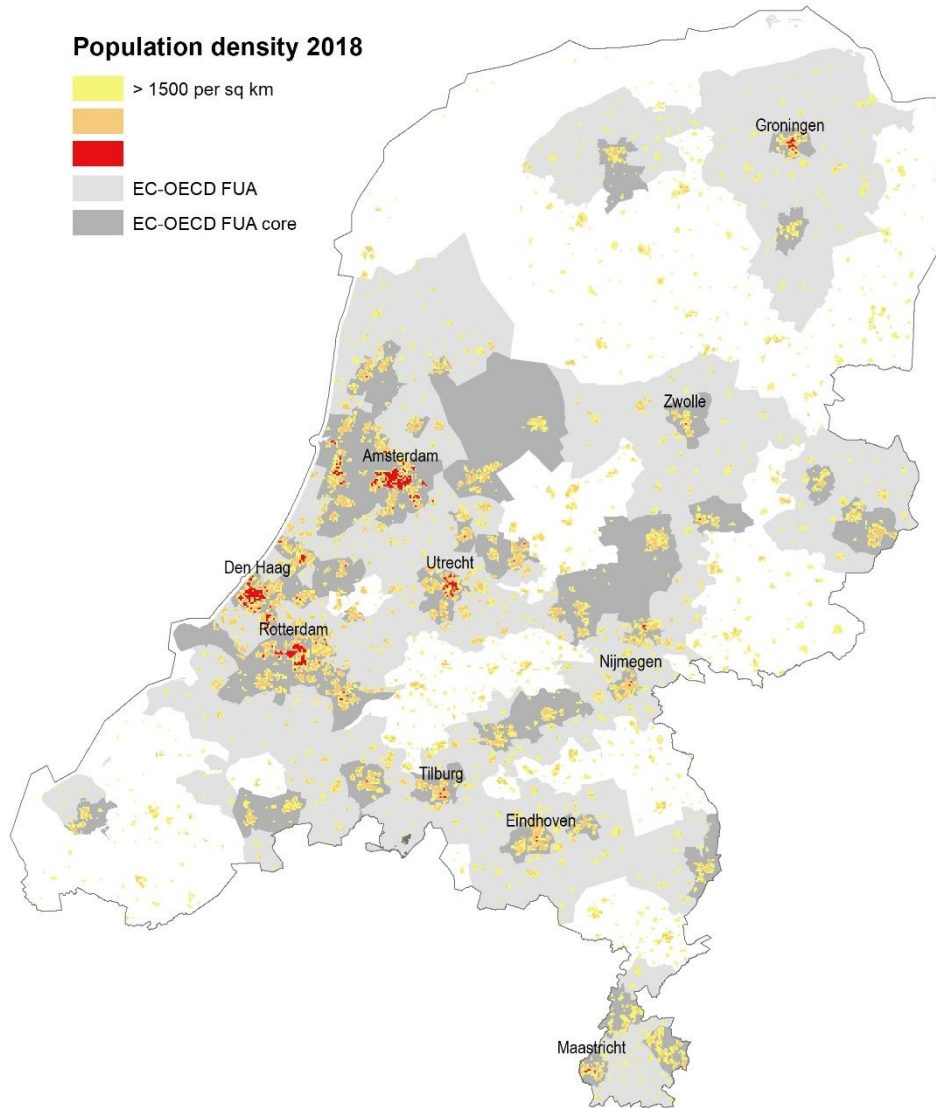 Population density 2018
> 1500 per sq km
EC-OECD FUA
EC-OECD FUA core
Groningen
Zwolle
Amsterdam
Den Haag
Utrecht
Rotterdam
Nijmegen
Tilburg
Eindhoven
Maastricht